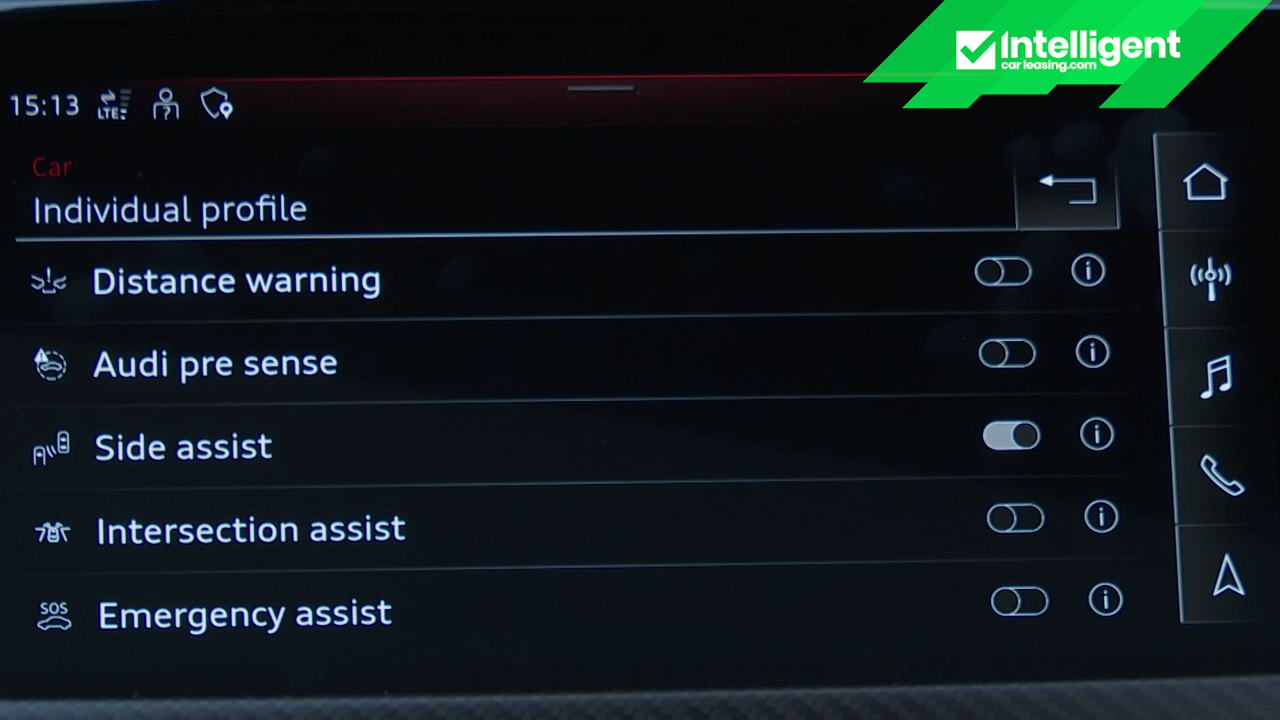 Intelligent
carleasing.com
15:13
LTE
Car
Individual profile
Distance warning
Audi pre sense
Side assist
Intersection assist
SOS
Emergency assist